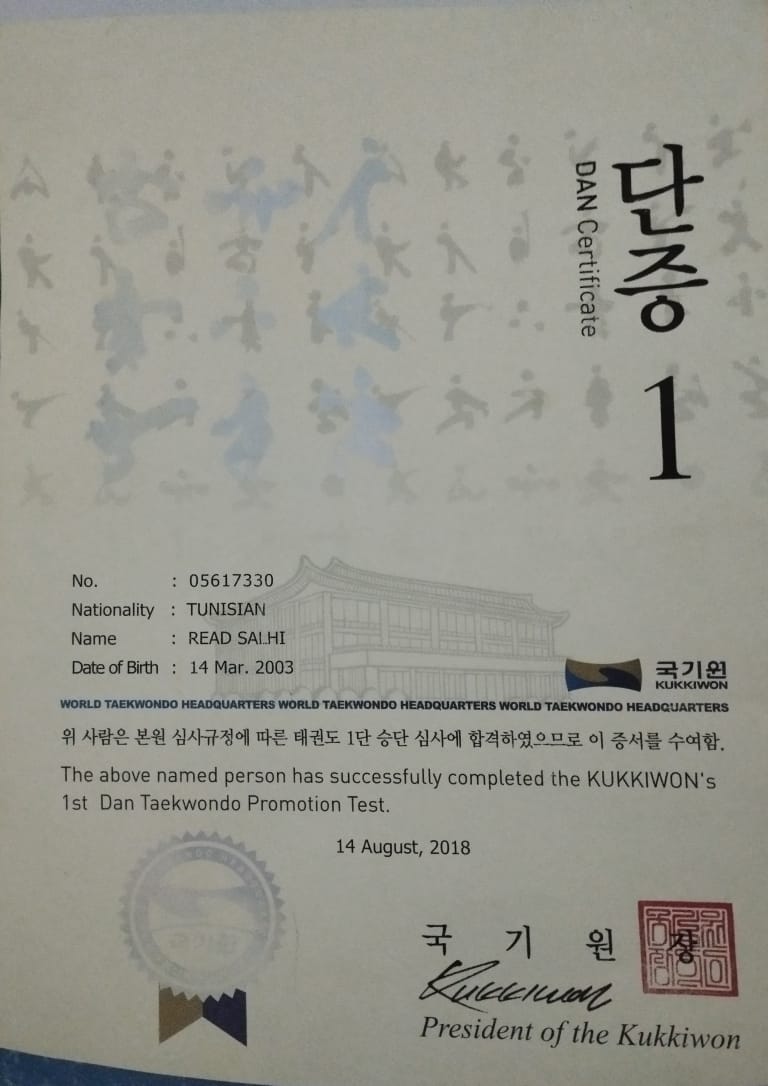 단증
DAN Certificate
1
No. : 05617330
Nationality : TUNISIAN
Name : READ SALHI
Date of Birth : 14 Mar. 2003
국기원
KUKKIWON
WORLD TAEKWONDO HEADQUARTERS WORLD TAEKWONDO HEADQUARTERS WORLD TAEKWONDO HEADQUARTERS
위 사람은 본원 심사규정에 따른 태권도 1단 승단 심사에 합격하였으므로 이 증서를 수여함.
The above named person has successfully completed the KUKKIWON's
1st Dan Taekwondo Promotion Test.
14 August, 2018
국 기 원 장
Kukkiwon
President of the Kukkiwon